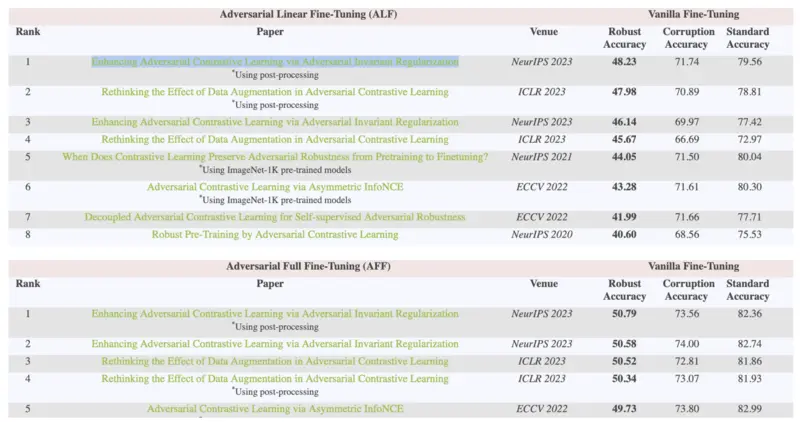 Adversarial Linear Fine-Tuning (ALF) Vanilla Fine-Tuning
Rank Paper Venue Robust Accuracy Corruption Accuracy Standard Accuracy
1 Enhancing Adversarial Contrastive Learning via Adversarial Invariant Regularization NeurIPS 2023 48.23 71.74 79.56
*Using post-processing
2 Rethinking the Effect of Data Augmentation in Adversarial Contrastive Learning ICLR 2023 47.98 70.89 78.81
*Using post-processing
3 Enhancing Adversarial Contrastive Learning via Adversarial Invariant Regularization NeurIPS 2023 46.14 69.97 77.42
4 Rethinking the Effect of Data Augmentation in Adversarial Contrastive Learning ICLR 2023 45.67 66.69 72.97
5 When Does Contrastive Learning Preserve Adversarial Robustness from Pretraining to Finetuning? NeurIPS 2021 44.05 71.50 80.04
*Using ImageNet-1K pre-trained models
6 Adversarial Contrastive Learning via Asymmetric InfoNCE ECCV 2022 43.28 71.61 80.30
*Using ImageNet-1K pre-trained models
7 Decoupled Adversarial Contrastive Learning for Self-supervised Adversarial Robustness ECCV 2022 41.99 71.66 77.71
8 Robust Pre-Training by Adversarial Contrastive Learning NeurIPS 2020 40.60 68.56 75.53
Adversarial Full Fine-Tuning (AFF) Vanilla Fine-Tuning
Rank Paper Venue Robust Accuracy Corruption Accuracy Standard Accuracy
1 Enhancing Adversarial Contrastive Learning via Adversarial Invariant Regularization NeurIPS 2023 50.79 73.56 82.36
*Using post-processing
2 Enhancing Adversarial Contrastive Learning via Adversarial Invariant Regularization NeurIPS 2023 50.58 74.00 82.74
3 Rethinking the Effect of Data Augmentation in Adversarial Contrastive Learning ICLR 2023 50.52 72.81 81.86
4 Rethinking the Effect of Data Augmentation in Adversarial Contrastive Learning ICLR 2023 50.34 73.07 81.93
*Using post-processing
5 Adversarial Contrastive Learning via Asymmetric InfoNCE ECCV 2022 49.73 73.80 82.99